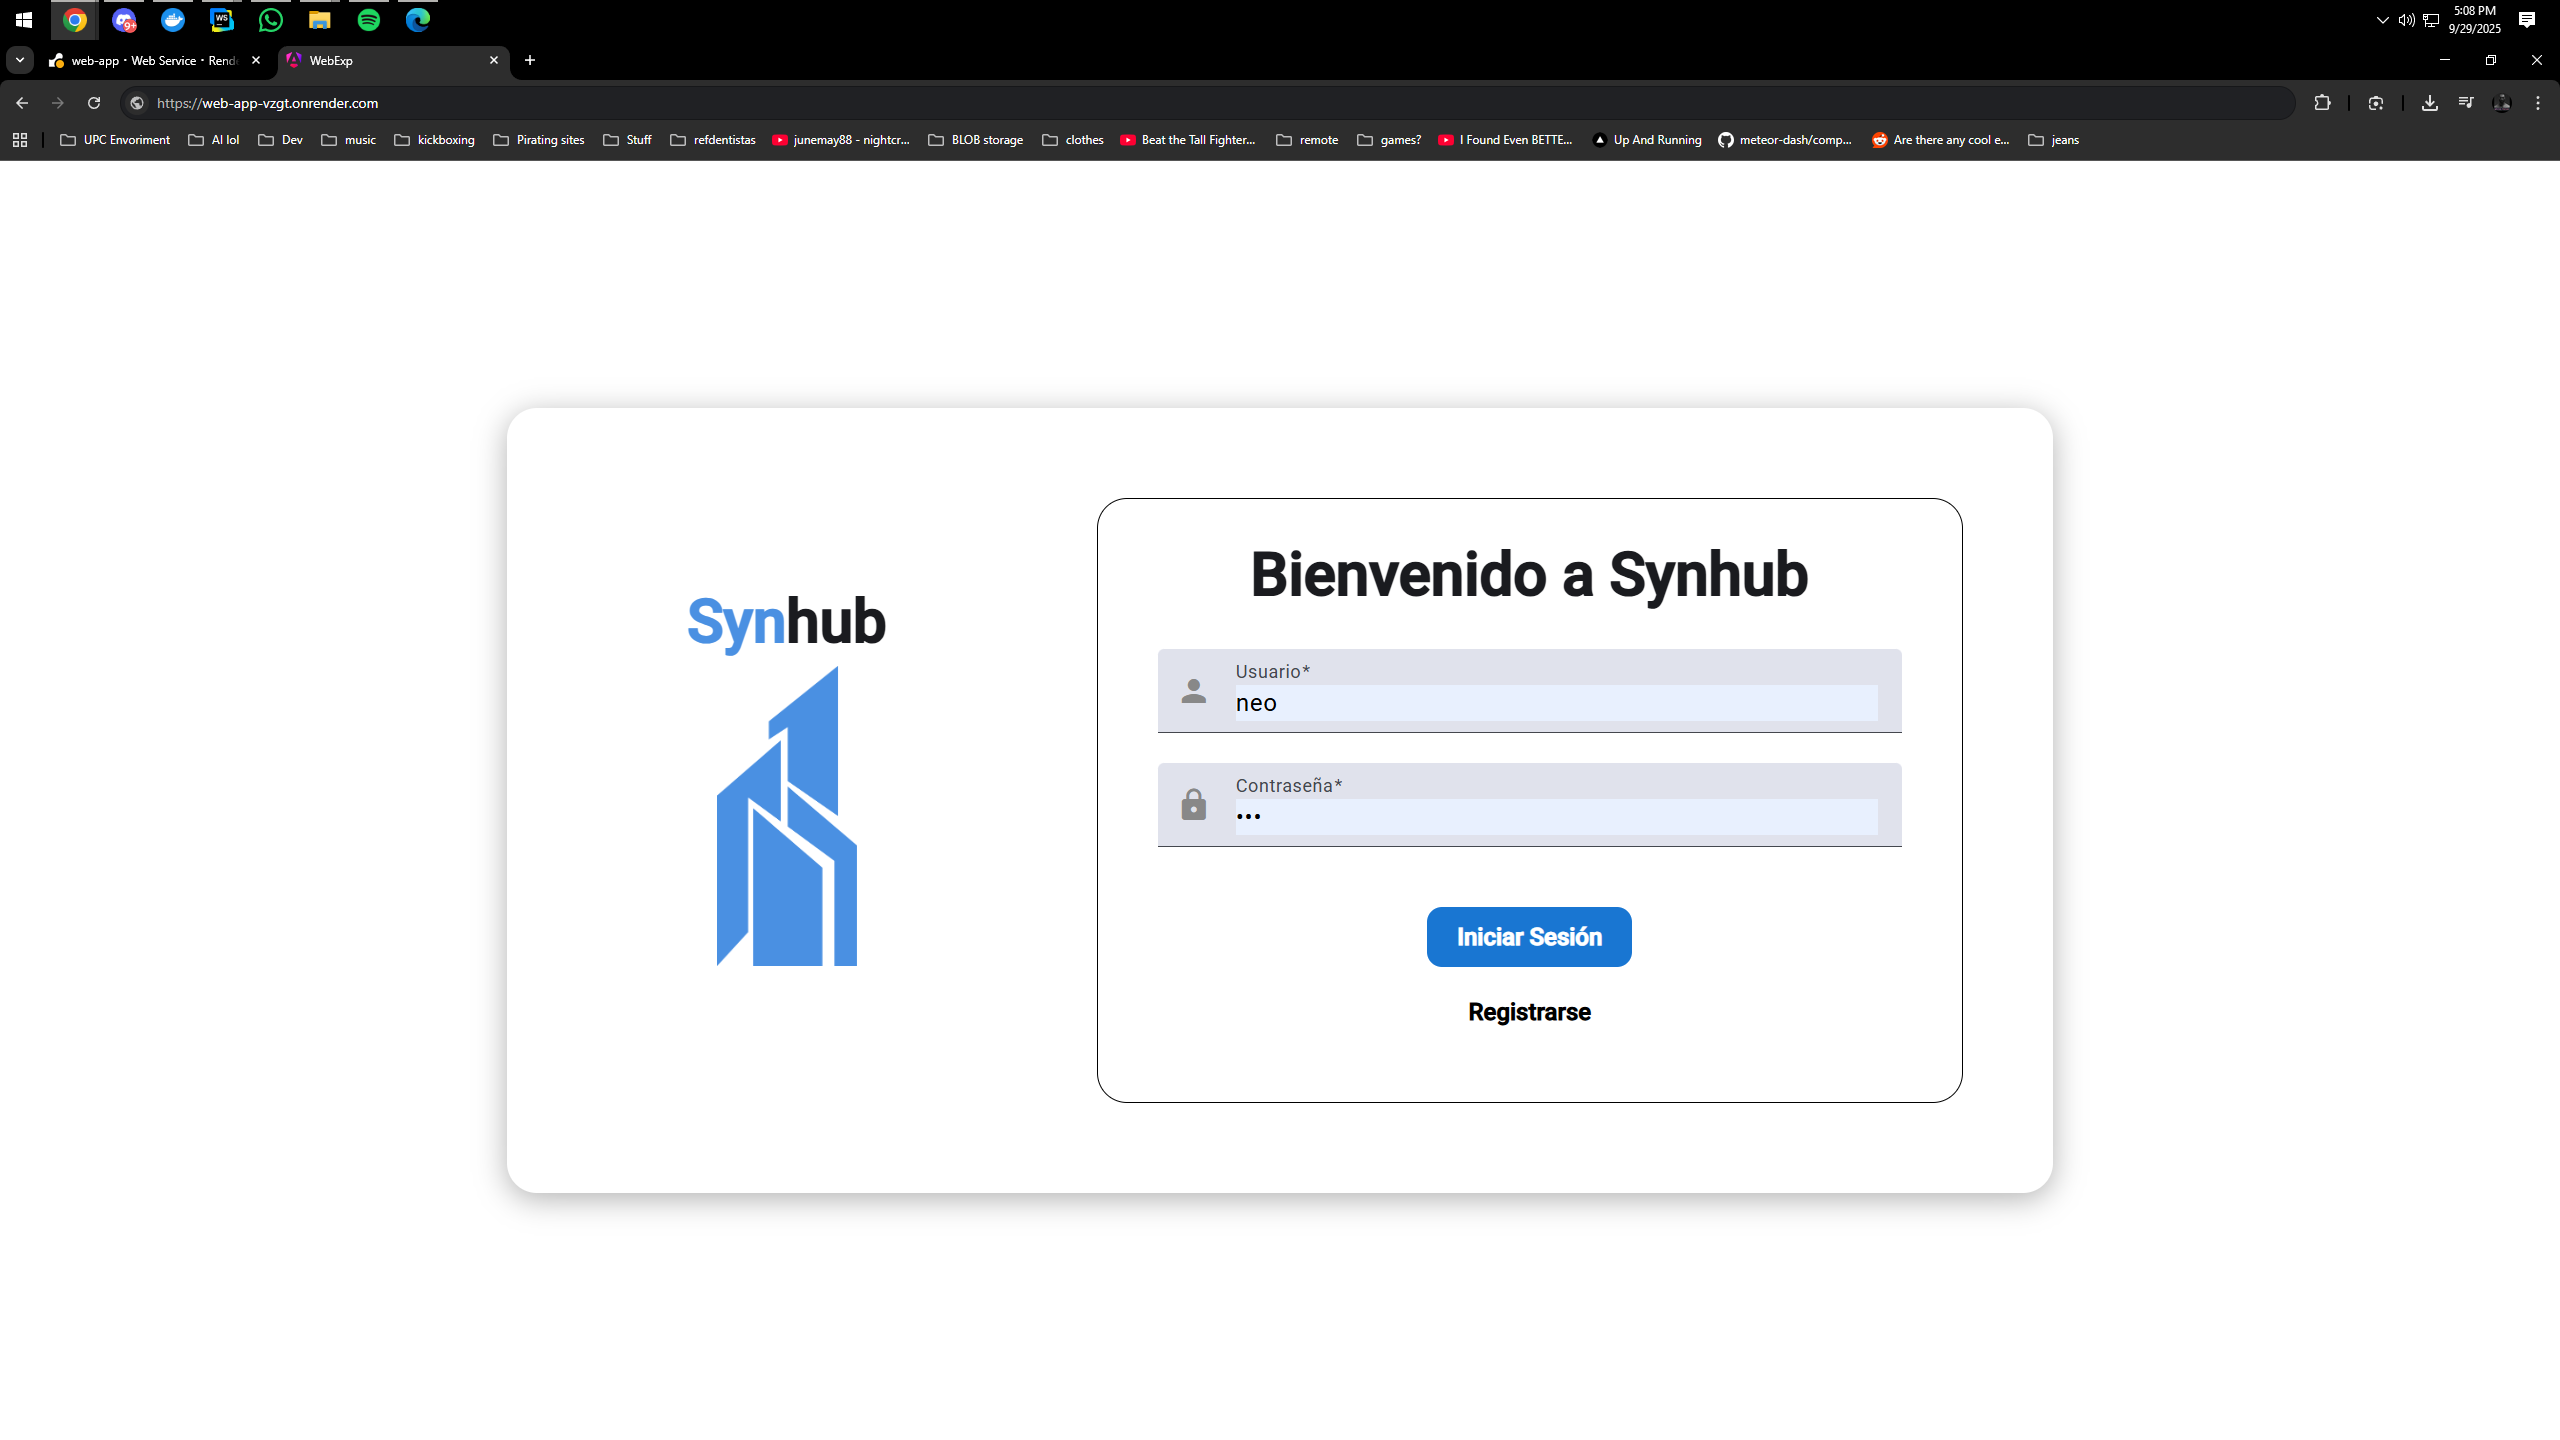 5:08 PM
9/29/2025
9+
WS
web-app · Web Service · Rende
WebExp
https://web-app-vzgt.onrender.com
UPC Envoriment
AI lol
Dev
music
kickboxing
Pirating sites
Stuff
refdentistas
junemay88 - nightcr...
BLOB storage
clothes
Beat the Tall Fighter...
remote
games?
I Found Even BETTE...
Up And Running
meteor-dash/comp...
Are there any cool e...
jeans
Synhub
Bienvenido a Synhub
Usuario*
neo
Contraseña*
•••
Iniciar Sesión
Registrarse